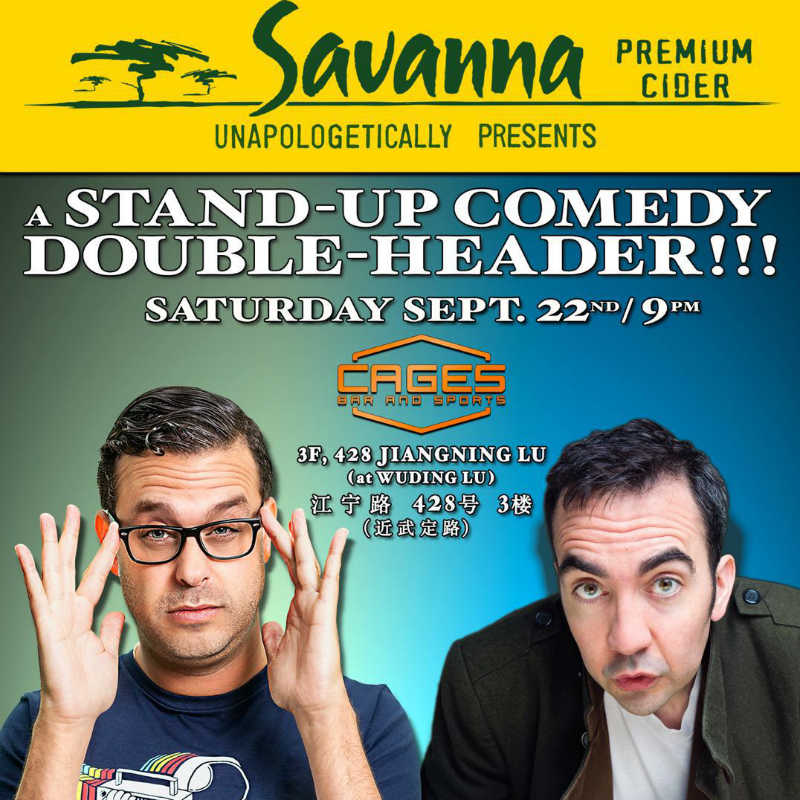 Savanna PREMIUM CIDER
UNAPOLOGETICALLY PRESENTS
A STAND-UP COMEDY
DOUBLE-HEADER!!!
SATURDAY SEPT. 22ND/9PM
CAGES
BAR AND SPORTS
3F, 428 JIANGNING LU
(at WUDING LU)
江宁路 428号 3楼
(近武定路)